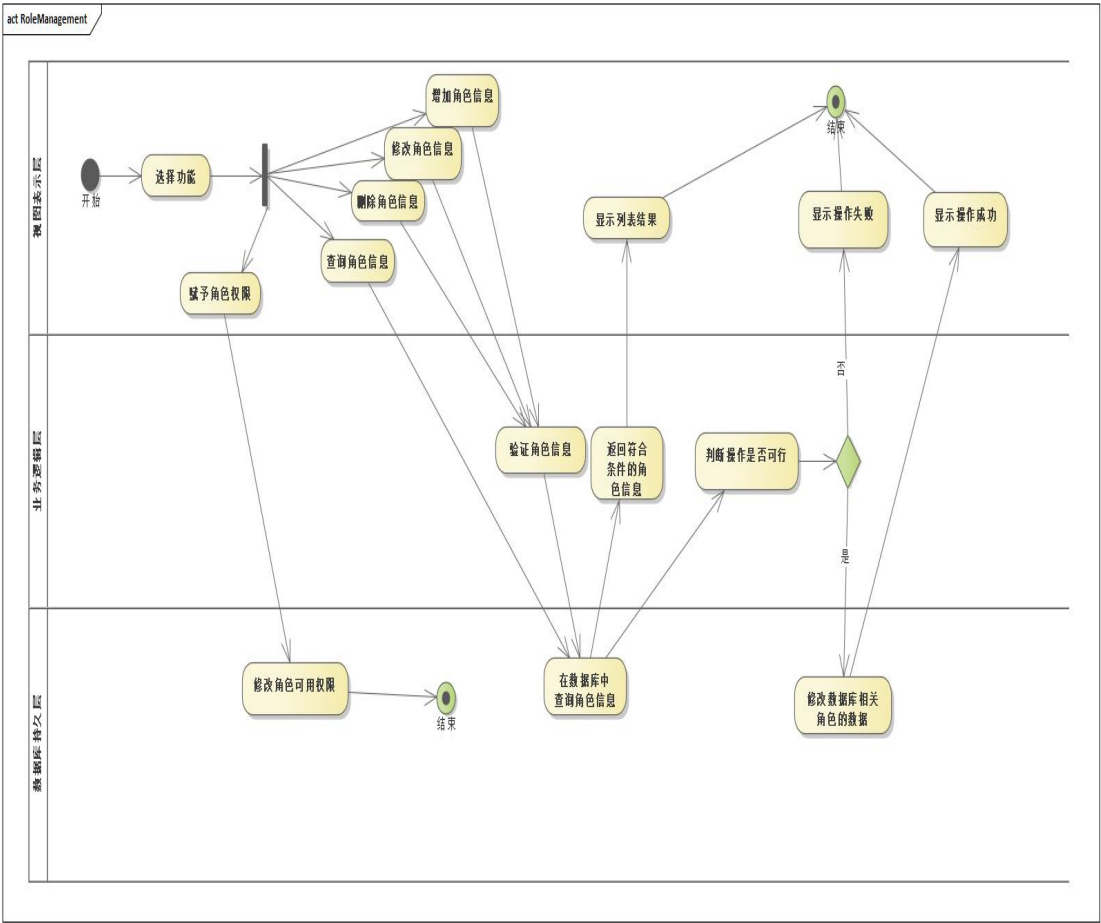 act RoleManagement
视图表示层
开始
选择功能
增加角色信息
修改角色信息
删除角色信息
查询角色信息
赋予角色权限
显示列表结果
结束
显示操作失败
显示操作成功
业务逻辑层
验证角色信息
返回符合
条件的角
色信息
判断操作是否可行
否
是
数据库持久层
修改角色可用权限
结束
在数据库中
查询角色信息
修改数据库相关
角色的数据